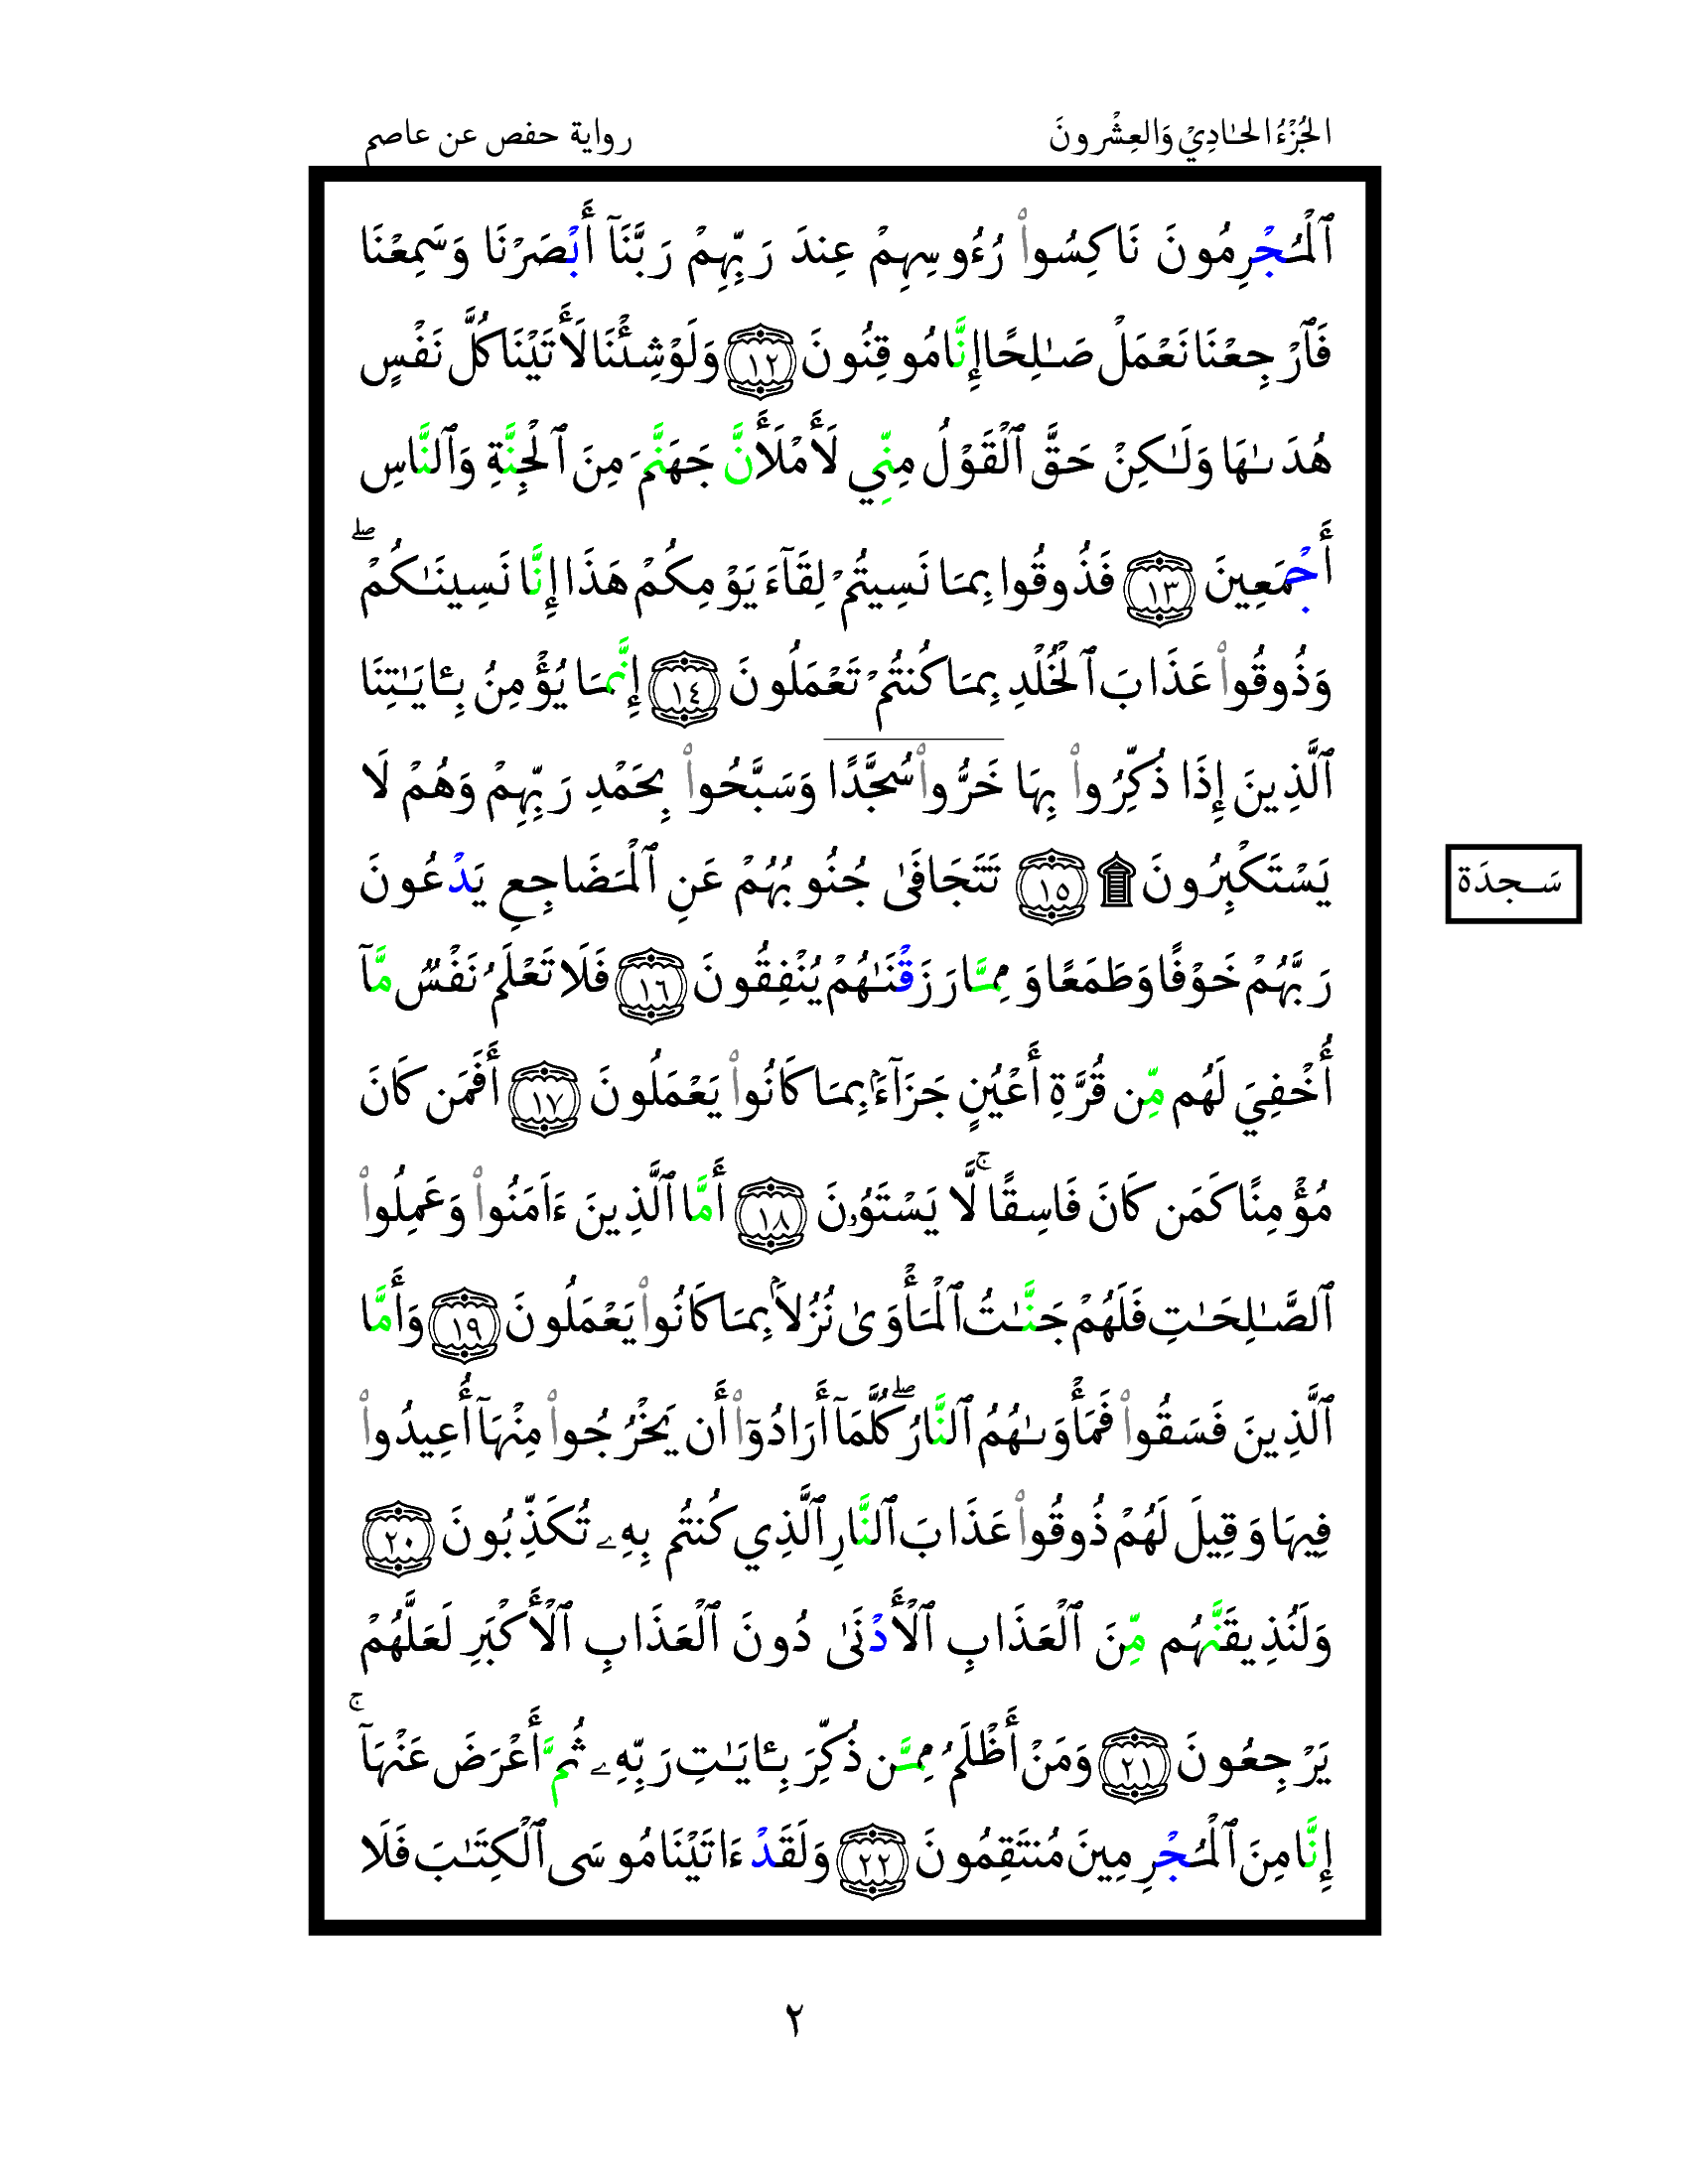 الجُزْءُ الحَادِيْ وَالعِشْرونَ
رواية حفص عن عاصم
ٱلْمُجْرِمُونَ نَاكِسُوا۟ رُءُوسِهِمْ عِندَ رَبِّهِمْ رَبَّنَآ أَبْصَرْنَا وَسَمِعْنَا
فَٱرْجِعْنَا نَعْمَلْ صَـٰلِحًا إِنَّا مُوقِنُونَ ١٢ وَلَوْ شِئْنَا لَأَتَيْنَا كُلَّ نَفْسٍ
هُدَىٰهَا وَلَـٰكِنْ حَقَّ ٱلْقَوْلُ مِنِّي لَأَمْلَأَنَّ جَهَنَّمَ مِنَ ٱلْجِنَّةِ وَٱلنَّاسِ
أَجْمَعِينَ ١٣ فَذُوقُوا بِمَا نَسِيتُمْ لِقَآءَ يَوْمِكُمْ هَذَا إِنَّا نَسِينَـٰكُمْ ۖ
وَذُوقُوا۟ عَذَابَ ٱلْخُلْدِ بِمَا كُنتُمْ تَعْمَلُونَ ١٤ إِنَّمَا يُؤْمِنُ بِـَٔايَـٰتِنَا
ٱلَّذِينَ إِذَا ذُكِّرُوا۟ بِهَا خَرُّوا۟ سُجَّدًا وَسَبَّحُوا۟ بِحَمْدِ رَبِّهِمْ وَهُمْ لَا
يَسْتَكْبِرُونَ ۩ ١٥ تَتَجَافَىٰ جُنُوبُهُمْ عَنِ ٱلْمَضَاجِعِ يَدْعُونَ
سَـجدَة
رَبَّهُمْ خَوْفًا وَطَمَعًا وَمِمَّا رَزَقْنَـٰهُمْ يُنْفِقُونَ ١٦ فَلَا تَعْلَمُ نَفْسٌ مَّآ
أُخْفِيَ لَهُم مِّن قُرَّةِ أَعْيُنٍ جَزَآءًۢ بِمَا كَانُوا۟ يَعْمَلُونَ ١٧ أَفَمَن كَانَ
مُؤْمِنًا كَمَن كَانَ فَاسِقًا ۚ لَّا يَسْتَوُۥنَ ١٨ أَمَّا ٱلَّذِينَ ءَاَمَنُوا۟ وَعَمِلُوا۟
ٱلصَّـٰلِحَـٰتِ فَلَهُمْ جَنَّـٰتُ ٱلْمَأْوَىٰ نُزُلاًۢ بِمَا كَانُوا۟ يَعْمَلُونَ ١٩ وَأَمَّا
ٱلَّذِينَ فَسَقُوا۟ فَمَأْوَىٰهُمُ ٱلنَّارُ ۖ كُلَّمَآ أَرَادُوٓا۟ أَن يَخْرُجُوا۟ مِنْهَآ أُعِيدُوا۟
فِيهَا وَقِيلَ لَهُمْ ذُوقُوا۟ عَذَابَ ٱلنَّارِ ٱلَّذِي كُنتُم بِهِۦ تُكَذِّبُونَ ٢٠
وَلَنُذِيقَنَّهُم مِّنَ ٱلْعَذَابِ ٱلْأَدْنَىٰ دُونَ ٱلْعَذَابِ ٱلْأَكْبَرِ لَعَلَّهُمْ
يَرْجِعُونَ ٢١ وَمَنْ أَظْلَمُ مِمَّن ذُكِّرَ بِـَٔايَـٰتِ رَبِّهِۦ ثُمَّ أَعْرَضَ عَنْهَآ ۚ
إِنَّا مِنَ ٱلْمُجْرِمِينَ مُنتَقِمُونَ ٢٢ وَلَقَدْ ءَاتَيْنَا مُوسَى ٱلْكِتَـٰبَ فَلَا
٢